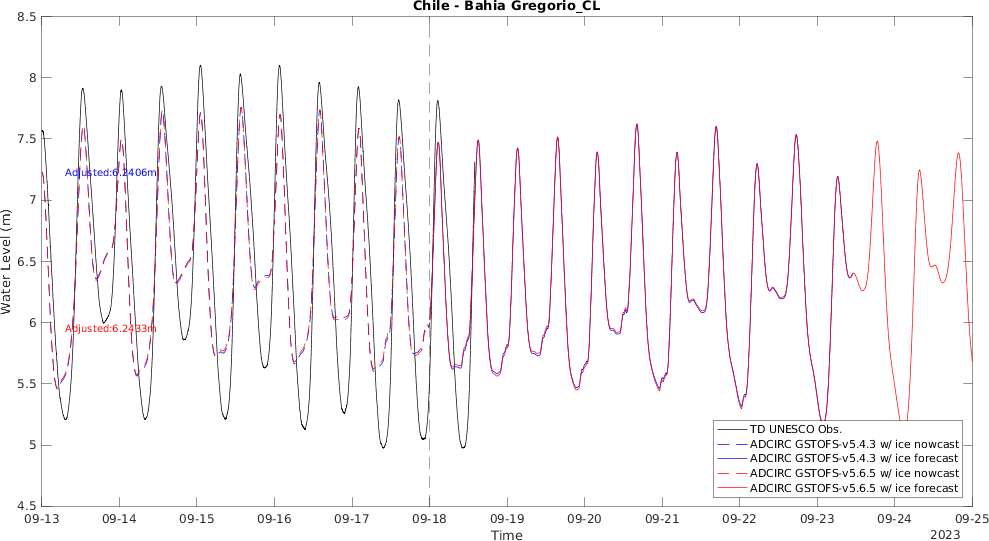 Chile - Bahia Gregorio_CL
8.5
8
7.5
7
6.5
6
5.5
5
4.5
Water Level (m)
Adjusted:6.2406m
Adjusted:6.2433m
TD UNESCO Obs.
ADCIRC GSTOFS-v5.4.3 w/ ice nowcast
ADCIRC GSTOFS-v5.4.3 w/ ice forecast
ADCIRC GSTOFS-v5.6.5 w/ ice nowcast
ADCIRC GSTOFS-v5.6.5 w/ ice forecast
09-13 09-14 09-15 09-16 09-17 09-18 09-19 09-20 09-21 09-22 09-23 09-24 09-25
Time
2023